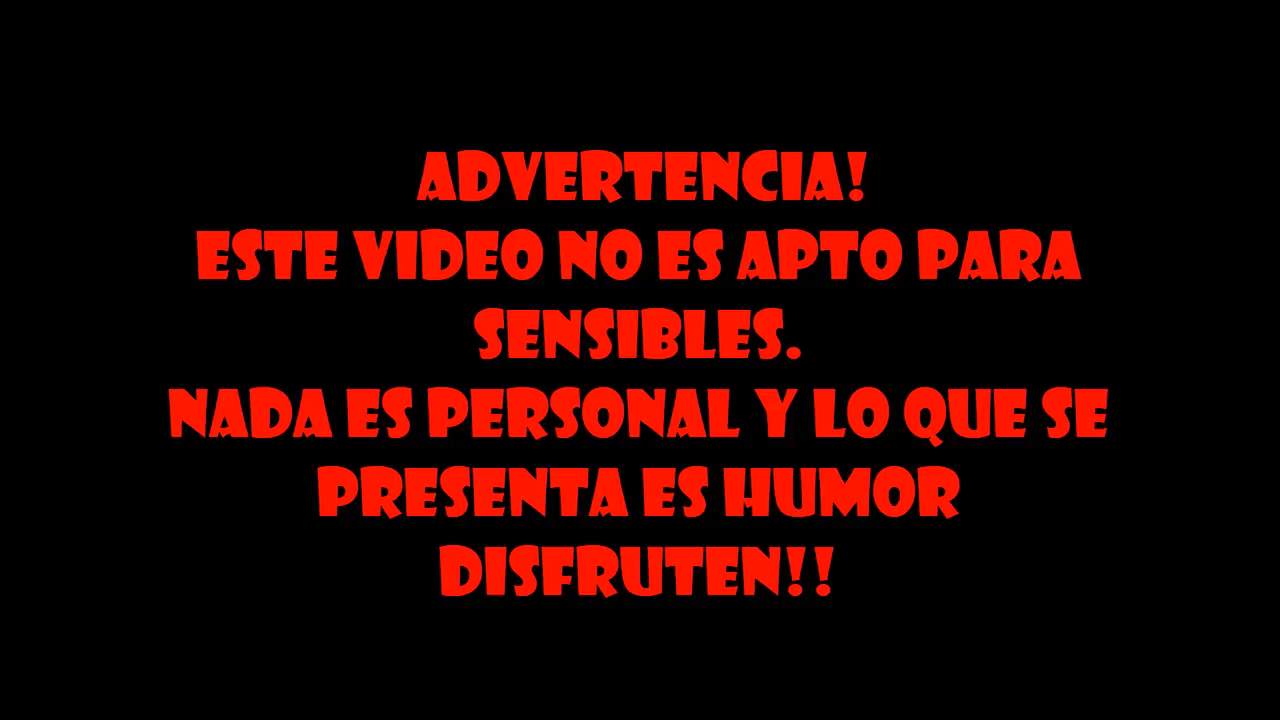 ADVERTENCIA!
ESTE VIDEO NO ES APTO PARA
SENSIBLES.
NADA ES PERSONAL Y LO QUE SE
PRESENTA ES HUMOR
DISFRUTEN!!